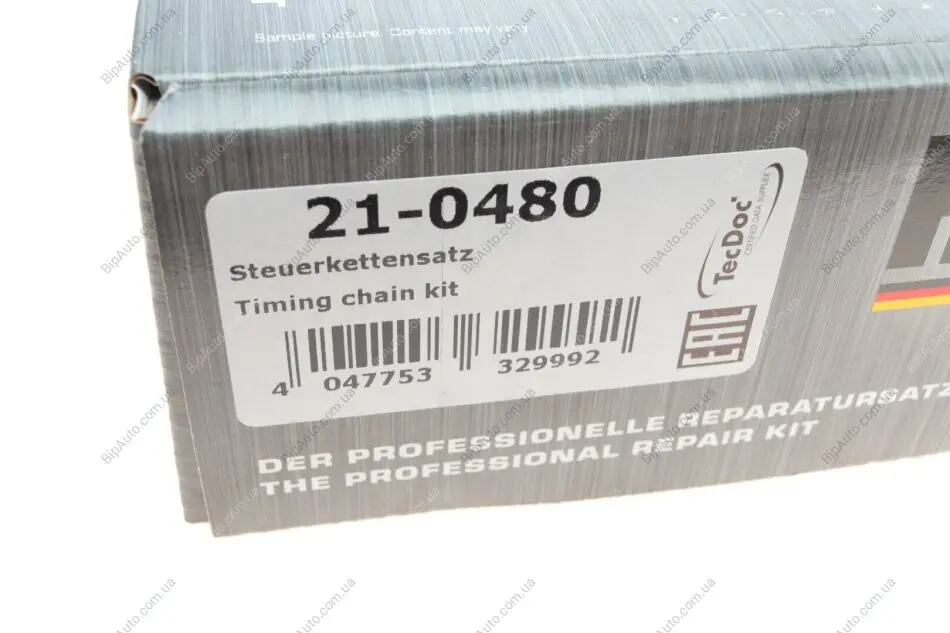 Sample picture. Content may vary.
21-0480
Steuerkettensatz
Timing chain kit
4 047753 329992
TecDoc
CERTIFIED DATA SUPPLIER
EAC
DER PROFESSIONELLE REPARATURSATZ
THE PROFESSIONAL REPAIR KIT
BipAuto.com.ua